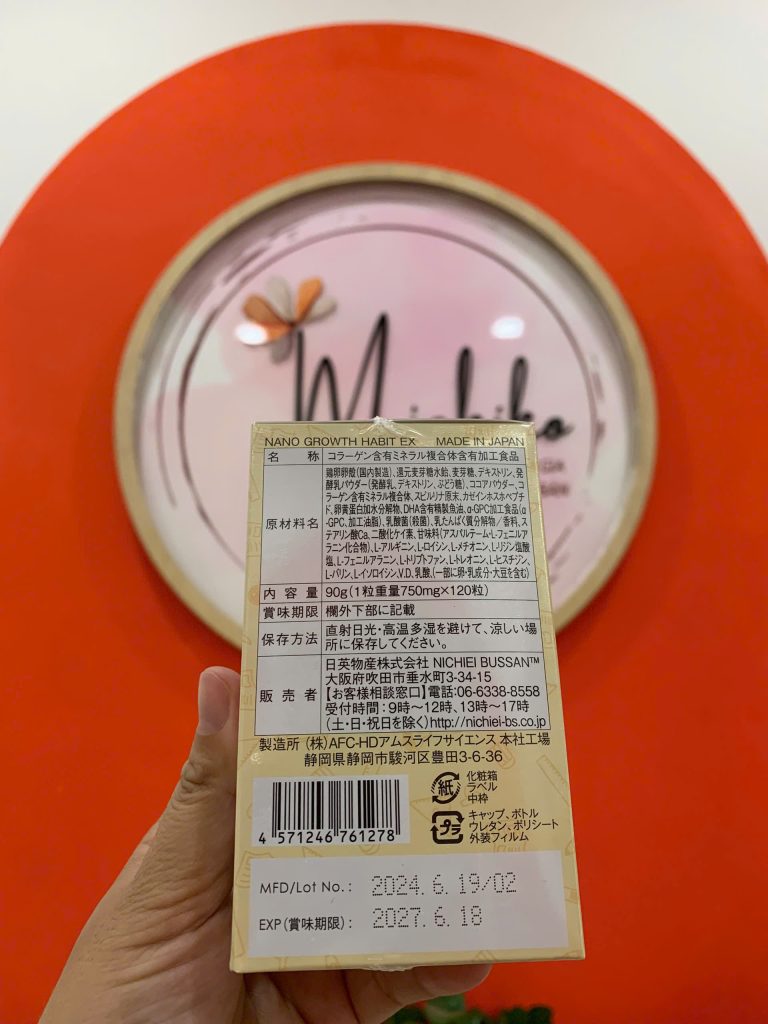 Michiko
NANO GROWTH HABIT EX MADE IN JAPAN
名称 コラーゲン含有ミネラル複合体含有加工食品
原材料名
鶏卵卵殻(国内製造)、還元麦芽糖水飴、麦芽糖、デキストリン、発
酵乳パウダー(発酵乳、デキストリン、ぶどう糖)、ココアパウダー、コ
ラーゲン含有ミネラル複合体、スピルリナ原末、カゼインホスホペプチ
ド、卵黄蛋白加水分解物、DHA含有精製魚油、α-GPC加工食品(α
-GPC、加工油脂)、乳酸菌(殺菌)、乳たんぱく質分解物/香料、ス
テアリン酸Ca、二酸化ケイ素、甘味料(アスパルテーム・L-フェニルア
ラニン化合物)、L-アルギニン、L-ロイシン、L-メチオニン、L-リジン塩酸
塩、L-フェニルアラニン、L-トリプトファン、L-トレオニン、L-ヒスチジン、
L-バリン、L-イソロイシン、V.D、乳酸、(一部に卵・乳成分・大豆を含む)
内容量 90g(1粒重量750mg×120粒)
賞味期限 欄外下部に記載
保存方法 直射日光・高温多湿を避けて、涼しい場
所に保存してください。
販売者
日英物産株式会社 NICHIEI BUSSAN™
大阪府吹田市垂水町3-34-15
【お客様相談窓口】電話:06-6338-8558
受付時間:9時〜12時、13時〜17時
(土・日・祝日を除く)http://nichiei-bs.co.jp
製造所 (株)AFC-HDアムスライフサイエンス 本社工場
静岡県静岡市駿河区豊田3-6-36
紙
化粧箱
ラベル
中枠
プラ
キャップ、ボトル
ウレタン、ポリシート
外装フィルム
4 571246 761278
MFD/Lot No.: 2024.6.19/02
EXP(賞味期限): 2027.6.18